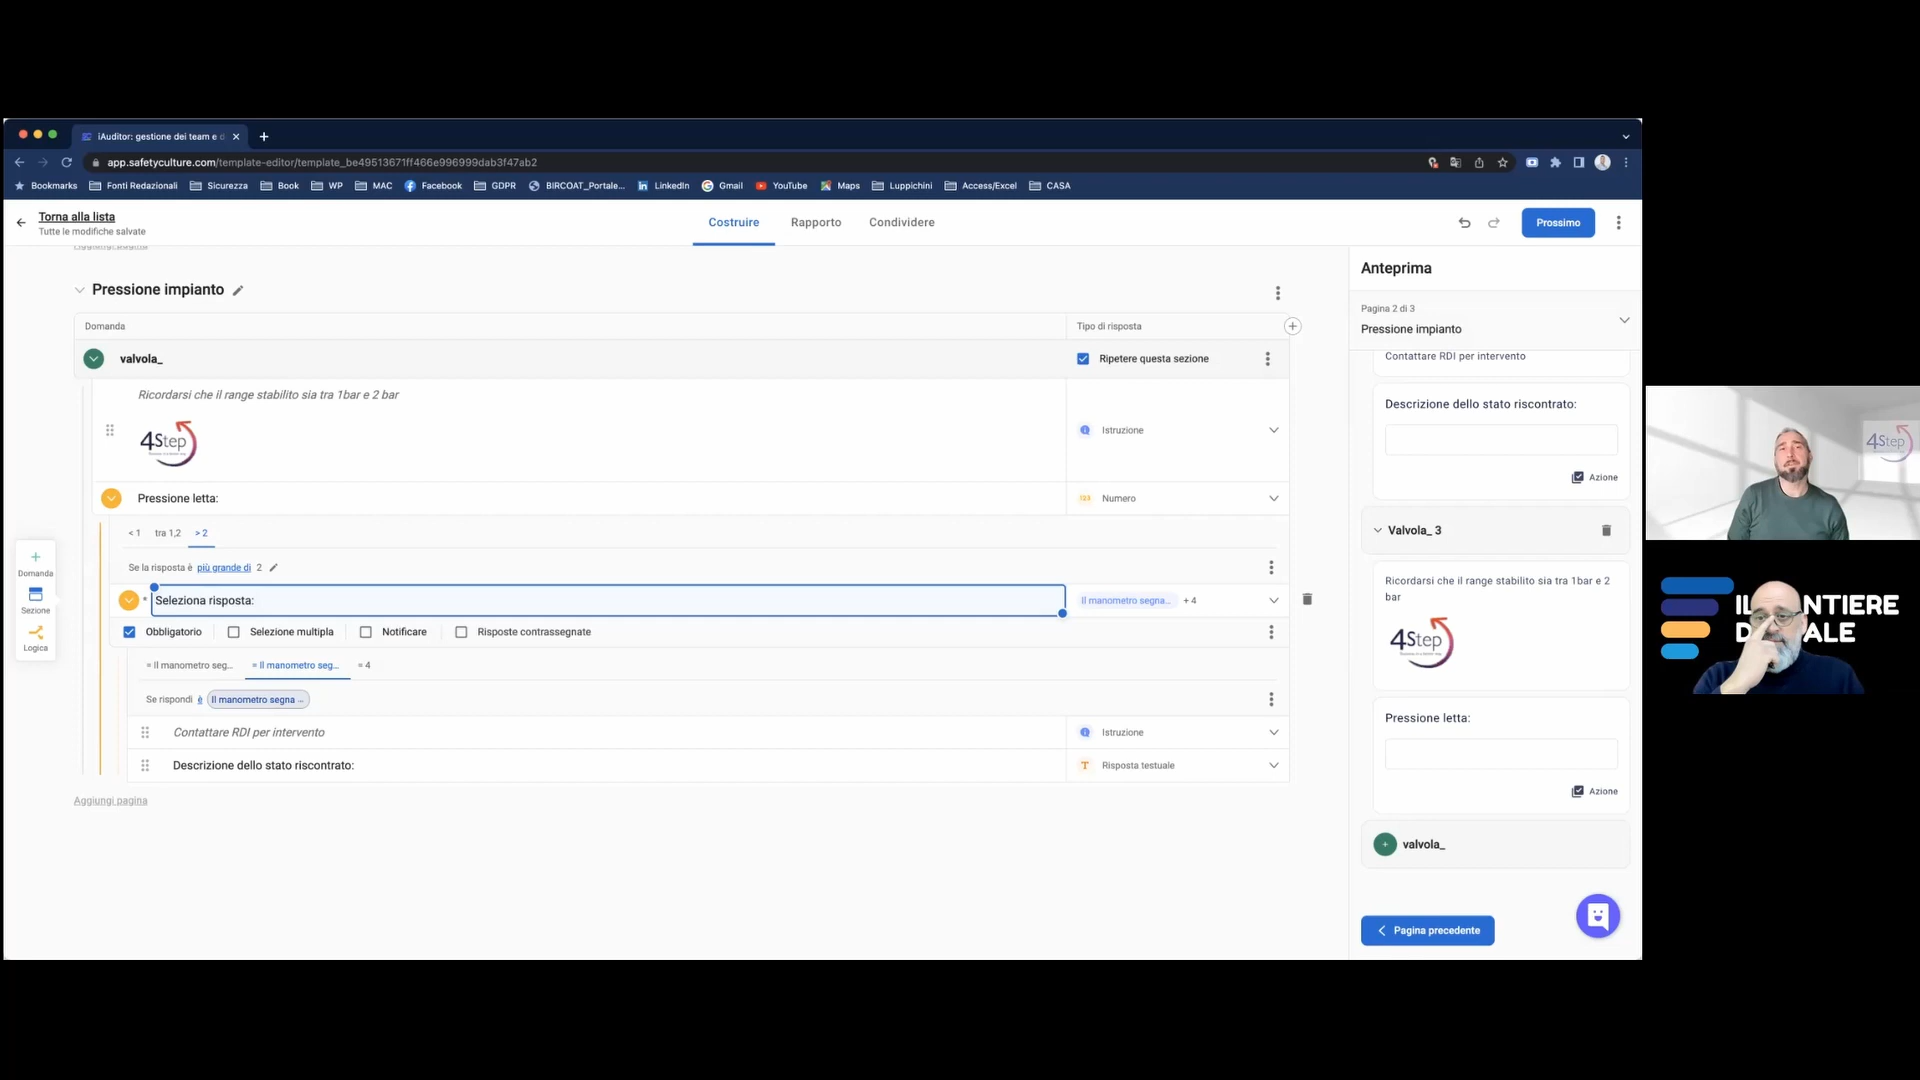 iAuditor: gestione dei team e d
app.safetyculture.com/template-editor/template_be49513671ff466e996999dab3f47ab2
Bookmarks Fonti Redazionali Sicurezza Book WP MAC Facebook GDPR BIRCOAT_Portale... LinkedIn Gmail YouTube Maps Luppichini Access/Excel CASA
Torna alla lista
Tutte le modifiche salvate
Costruire Rapporto Condividere
Prossimo
Pressione impianto
Domanda Tipo di risposta
valvola_ Ripetere questa sezione
Ricordarsi che il range stabilito sia tra 1bar e 2 bar
4Step
Istruzione
Pressione letta: 123 Numero
< 1 tra 1,2 > 2
Se la risposta è più grande di 2
* Seleziona risposta: Il manometro segna... + 4
Obbligatorio Selezione multipla Notificare Risposte contrassegnate
= Il manometro seg... = Il manometro seg... = 4
Se rispondi è Il manometro segna ...
Contattare RDI per intervento Istruzione
Descrizione dello stato riscontrato: T Risposta testuale
Aggiungi pagina
Domanda
Sezione
Logica
Anteprima
Pagina 2 di 3
Pressione impianto
Contattare RDI per intervento
Descrizione dello stato riscontrato:
Azione
Valvola_ 3
Ricordarsi che il range stabilito sia tra 1bar e 2
bar
4Step
Pressione letta:
Azione
valvola_
Pagina precedente
4Step